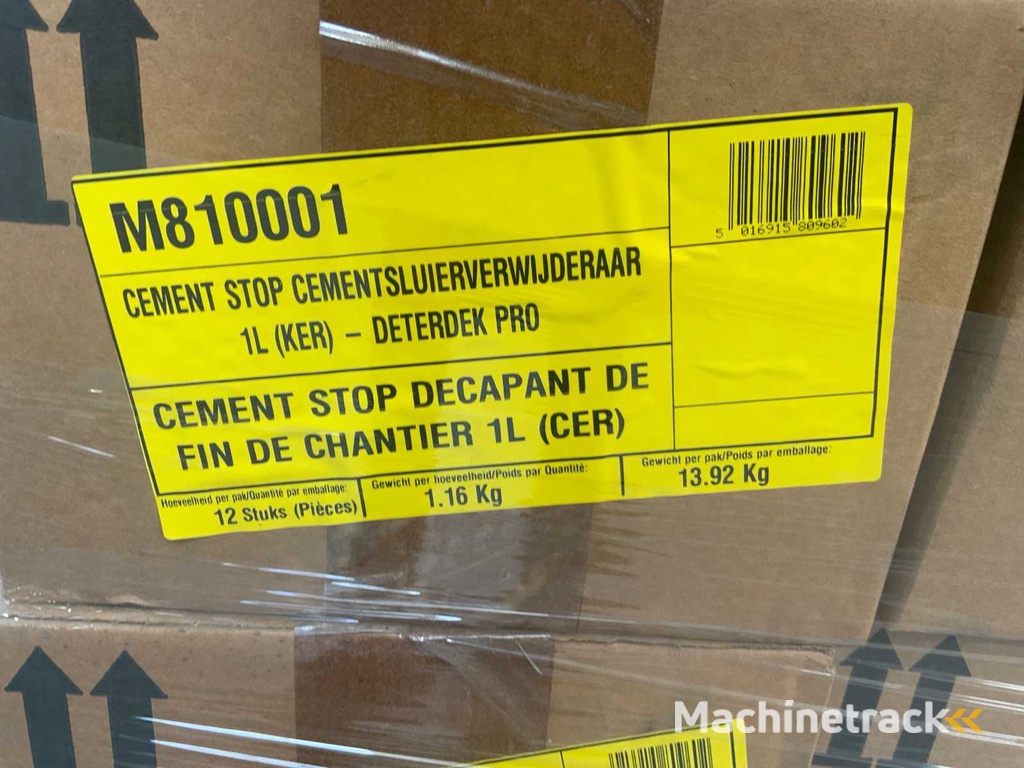 M810001
5 016915 809602
CEMENT STOP CEMENTSLUIERVERWIJDERAAR
1L (KER) – DETERDEK PRO
CEMENT STOP DECAPANT DE
FIN DE CHANTIER 1L (CER)
Hoeveelheid per pak/Quantité par emballage:
12 Stuks (Pièces)
Gewicht per hoeveelheid/Poids par Quantité:
1.16 Kg
Gewicht per pak/Poids par emballage:
13.92 Kg
Machinetrack